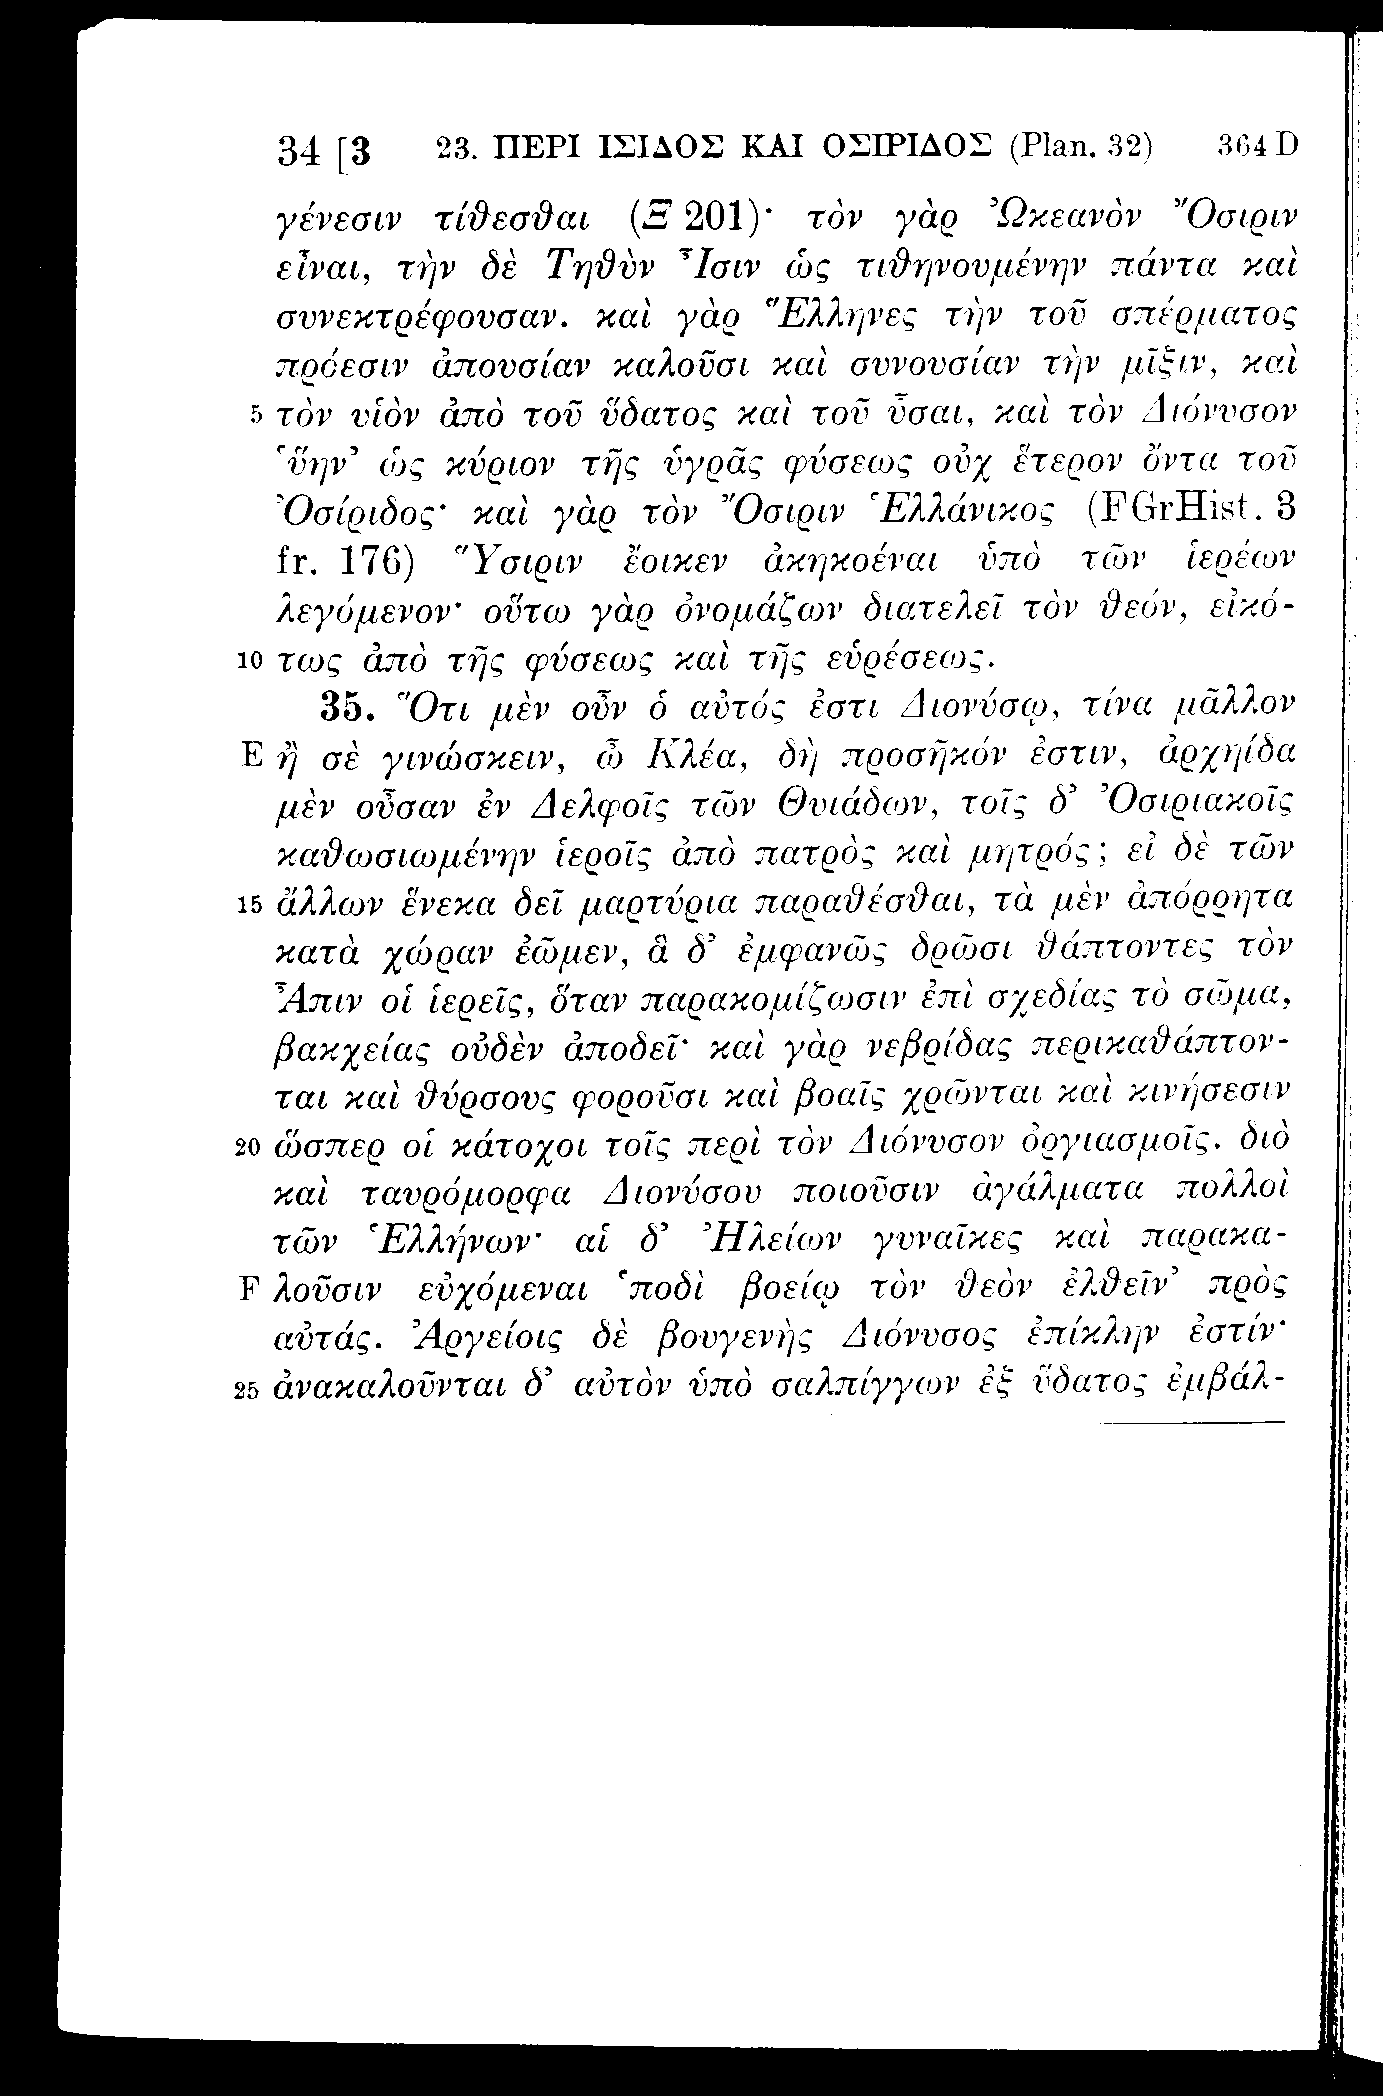 34 [3 23. ΠΕΡΙ ΙΣΙΔΟΣ ΚΑΙ ΟΣΙΡΙΔΟΣ (Plan. 32) 364 D
γένεσιν τίθεσθαι (Ξ 201)· τὸν γὰρ Ὠκεανὸν Ὄσιριν
εἶναι, τὴν δὲ Τηθὺν Ἶσιν ὡς τιθηνουμένην πάντα καὶ
συνεκτρέφουσαν. καὶ γὰρ Ἕλληνες τὴν τοῦ σπέρματος
πρόεσιν ἀπουσίαν καλοῦσι καὶ συνουσίαν τὴν μῖξιν, καὶ
5 τὸν υἱὸν ἀπὸ τοῦ ὕδατος καὶ τοῦ ὗσαι, καὶ τὸν Διόνυσον
‘ὕην’ ὡς κύριον τῆς ὑγρᾶς φύσεως οὐχ ἕτερον ὄντα τοῦ
Ὀσίριδος· καὶ γὰρ τὸν Ὄσιριν Ἑλλάνικος (FGrHist. 3
fr. 176) Ὕσιριν ἔοικεν ἀκηκοέναι ὑπὸ τῶν ἱερέων
λεγόμενον· οὕτω γὰρ ὀνομάζων διατελεῖ τὸν θεόν, εἰκό-
10 τως ἀπὸ τῆς φύσεως καὶ τῆς εὑρέσεως.
35. Ὅτι μὲν οὖν ὁ αὐτός ἐστι Διονύσῳ, τίνα μᾶλλον
E ἢ σὲ γινώσκειν, ὦ Κλέα, δὴ προσῆκόν ἐστιν, ἀρχηίδα
μὲν οὖσαν ἐν Δελφοῖς τῶν Θυιάδων, τοῖς δ’ Ὀσιριακοῖς
καθωσιωμένην ἱεροῖς ἀπὸ πατρὸς καὶ μητρός; εἰ δὲ τῶν
15 ἄλλων ἕνεκα δεῖ μαρτύρια παραθέσθαι, τὰ μὲν ἀπόρρητα
κατὰ χώραν ἐῶμεν, ἃ δ’ ἐμφανῶς δρῶσι θάπτοντες τὸν
Ἆπιν οἱ ἱερεῖς, ὅταν παρακομίζωσιν ἐπὶ σχεδίας τὸ σῶμα,
βακχείας οὐδὲν ἀποδεῖ· καὶ γὰρ νεβρίδας περικαθάπτον-
ται καὶ θύρσους φοροῦσι καὶ βοαῖς χρῶνται καὶ κινήσεσιν
20 ὥσπερ οἱ κάτοχοι τοῖς περὶ τὸν Διόνυσον ὀργιασμοῖς. διὸ
καὶ ταυρόμορφα Διονύσου ποιοῦσιν ἀγάλματα πολλοὶ
τῶν Ἑλλήνων· αἱ δ’ Ἠλείων γυναῖκες καὶ παρακα-
F λοῦσιν εὐχόμεναι ‘ποδὶ βοείῳ τὸν θεὸν ἐλθεῖν’ πρὸς
αὐτάς. Ἀργείοις δὲ βουγενὴς Διόνυσος ἐπίκλην ἐστίν·
25 ἀνακαλοῦνται δ’ αὐτὸν ὑπὸ σαλπίγγων ἐξ ὕδατος ἐμβάλ-